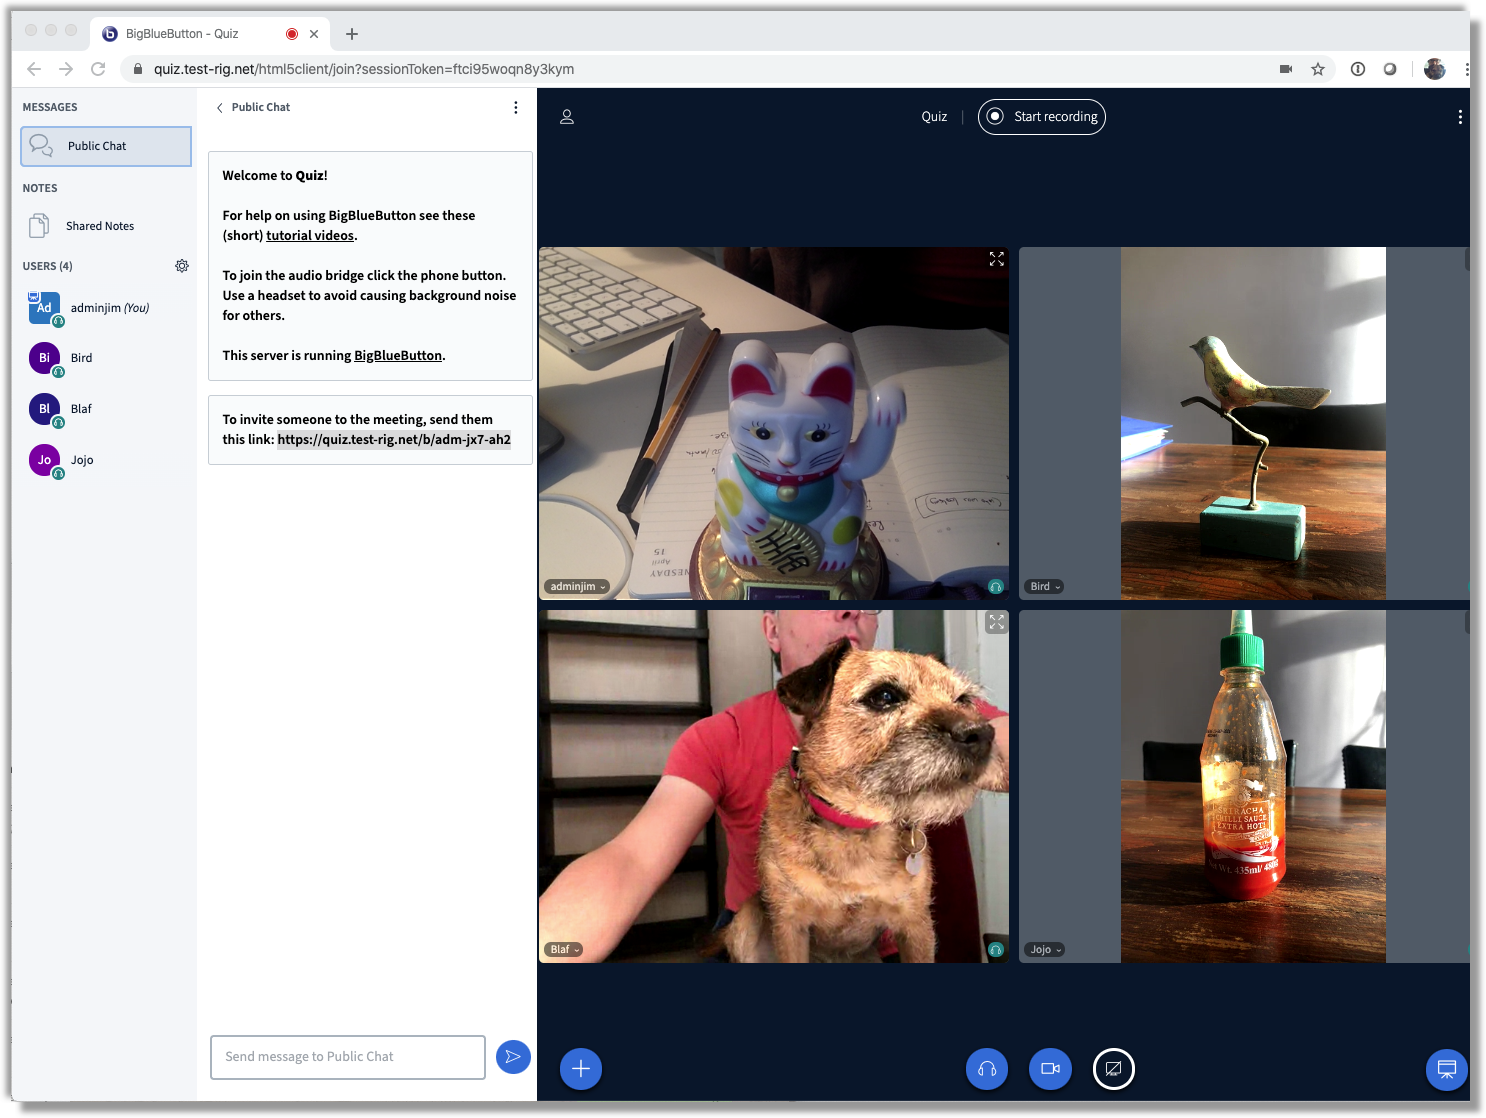 BigBlueButton - Quiz
quiz.test-rig.net/html5client/join?sessionToken=ftci95woqn8y3kym
MESSAGES
Public Chat
NOTES
Shared Notes
USERS (4)
Ad
adminjim (You)
Bi
Bird
Bl
Blaf
Jo
Jojo
Public Chat
Welcome to Quiz!
For help on using BigBlueButton see these
(short) tutorial videos.
To join the audio bridge click the phone button.
Use a headset to avoid causing background noise
for others.
This server is running BigBlueButton.
To invite someone to the meeting, send them
this link: https://quiz.test-rig.net/b/adm-jx7-ah2
Send message to Public Chat
Quiz
Start recording
15
April
WEDNESDAY
adminjim
Bird
Blaf
SRIRACHA
CHILLI SAUCE
EXTRA HOT
435ml/
Jojo